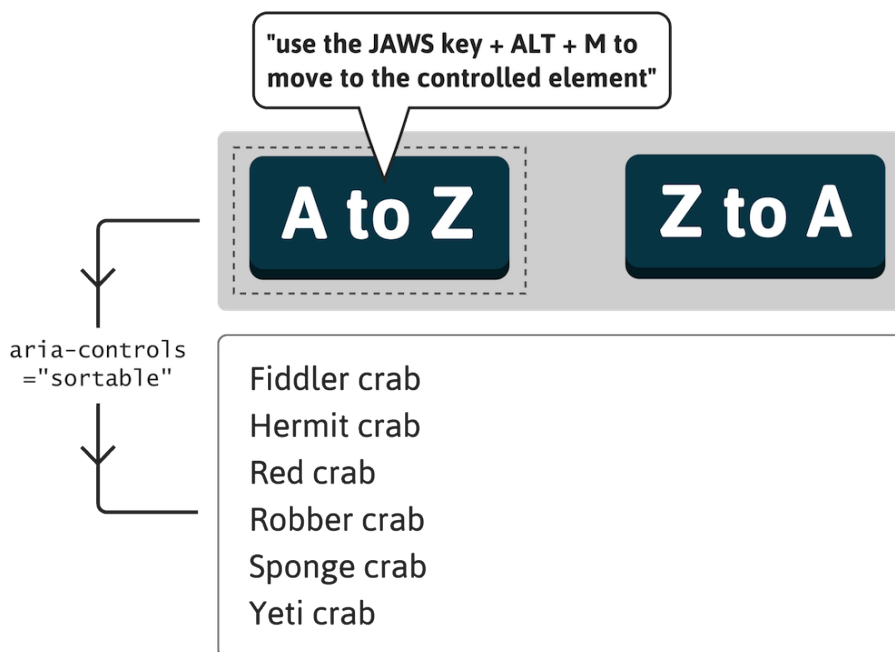 "use the JAWS key + ALT + M to
move to the controlled element"
A to Z
Z to A
aria-controls
="sortable"
Fiddler crab
Hermit crab
Red crab
Robber crab
Sponge crab
Yeti crab